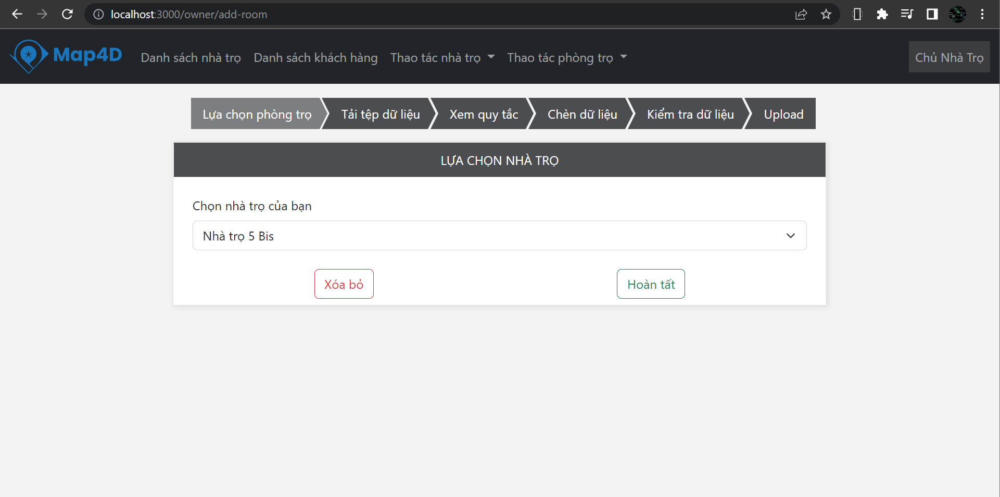 localhost:3000/owner/add-room
Map4D Danh sách nhà trọ Danh sách khách hàng Thao tác nhà trọ Thao tác phòng trọ Chủ Nhà Trọ
Lựa chọn phòng trọ Tải tệp dữ liệu Xem quy tắc Chèn dữ liệu Kiểm tra dữ liệu Upload
LỰA CHỌN NHÀ TRỌ
Chọn nhà trọ của bạn
Nhà trọ 5 Bis
Xóa bỏ Hoàn tất